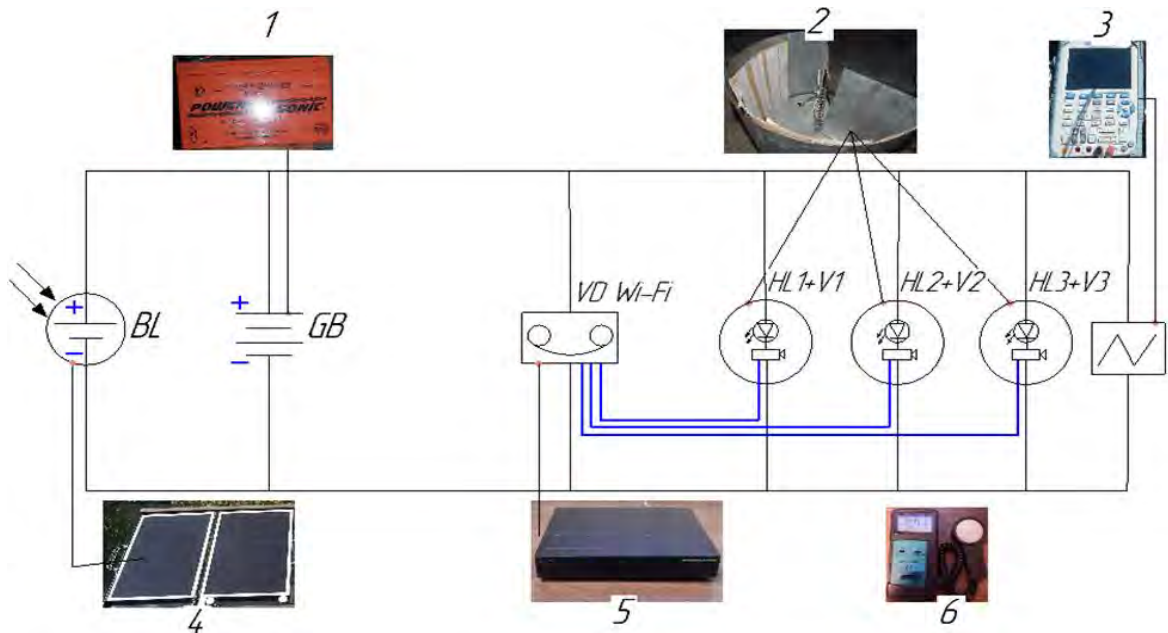 1
2
3
POWER SONIC
HL1+V1
HL2+V2
HL3+V3
VD Wi-Fi
+
BL
-
+
GB
-
4
5
6